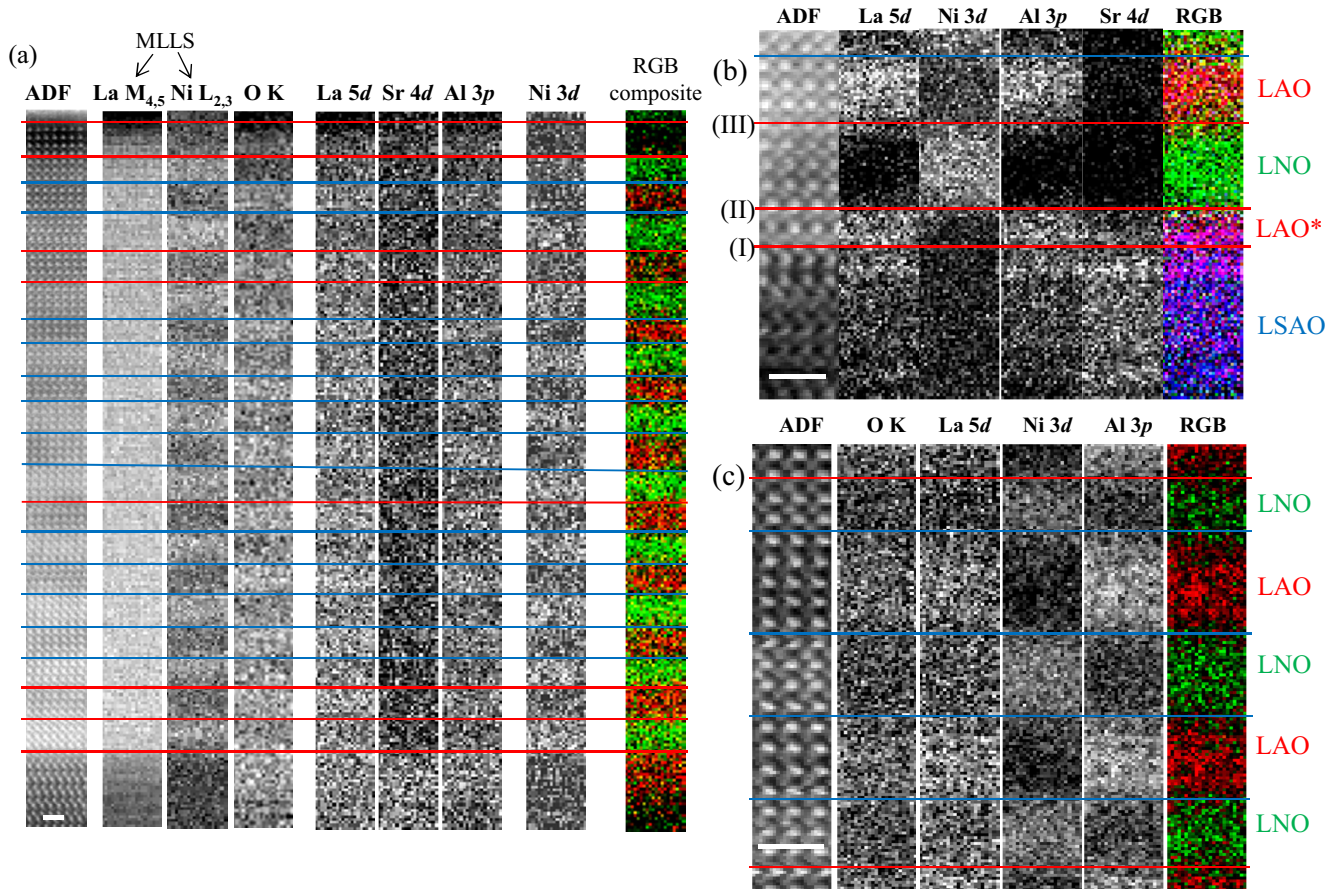 (a)
MLLS
RGB
composite
ADF La M4,5 Ni L2,3 O K La 5d Sr 4d Al 3p Ni 3d
ADF La 5d Ni 3d Al 3p Sr 4d RGB
(b)
LAO
(III)
LNO
(II)
LAO*
(I)
LSAO
ADF O K La 5d Ni 3d Al 3p RGB
(c)
LNO
LAO
LNO
LAO
LNO